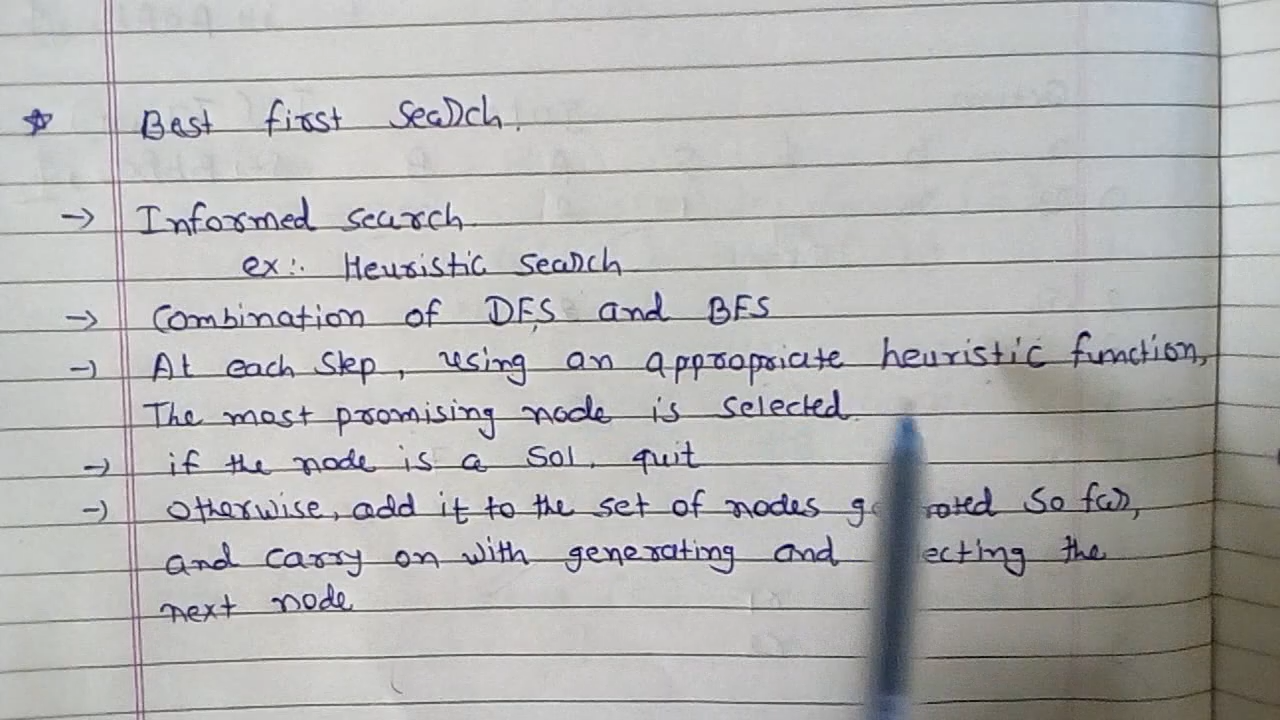 ☆ Best first search.
→ Informed search
ex:. Heuristic search
→ Combination of DFS and BFS
→ At each step, using an appropriate heuristic function,
The most promising node is selected.
→ if the node is a sol. quit
→ otherwise, add it to the set of nodes so far,
and carry on with generating and the
next node